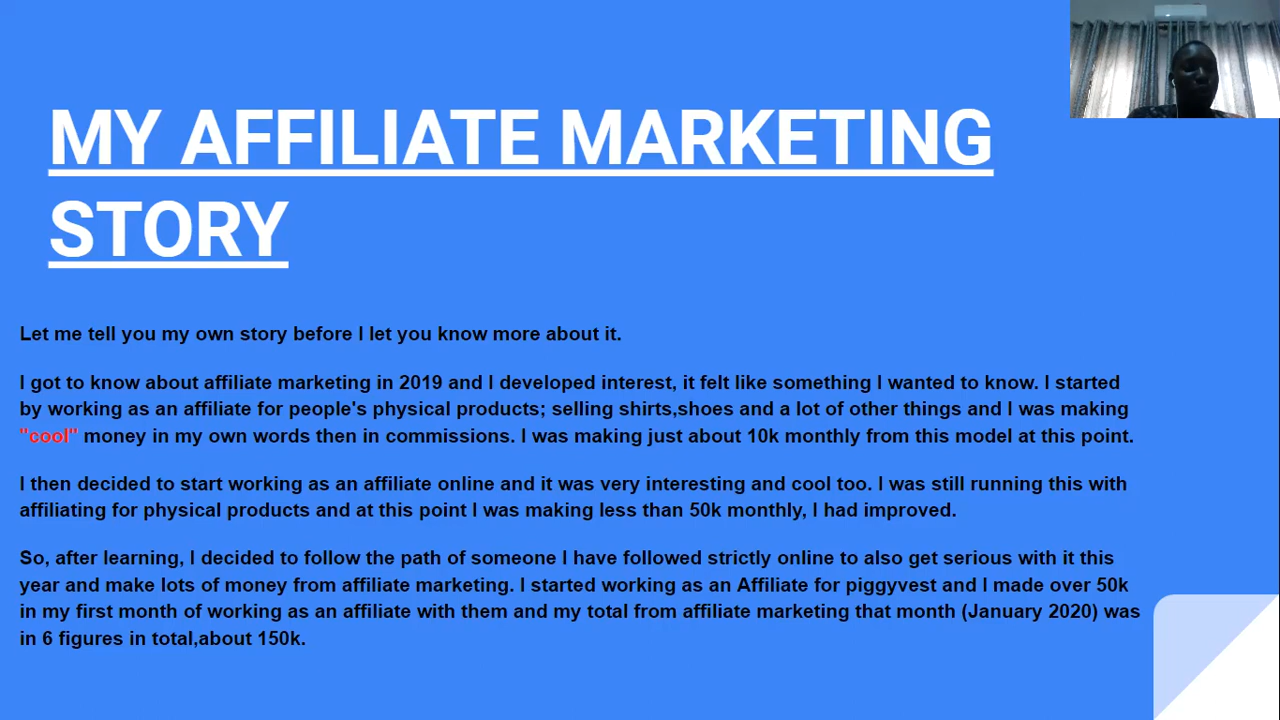 MY AFFILIATE MARKETING
STORY
Let me tell you my own story before I let you know more about it.
I got to know about affiliate marketing in 2019 and I developed interest, it felt like something I wanted to know. I started
by working as an affiliate for people's physical products; selling shirts,shoes and a lot of other things and I was making
"cool" money in my own words then in commissions. I was making just about 10k monthly from this model at this point.
I then decided to start working as an affiliate online and it was very interesting and cool too. I was still running this with
affiliating for physical products and at this point I was making less than 50k monthly, I had improved.
So, after learning, I decided to follow the path of someone I have followed strictly online to also get serious with it this
year and make lots of money from affiliate marketing. I started working as an Affiliate for piggyvest and I made over 50k
in my first month of working as an affiliate with them and my total from affiliate marketing that month (January 2020) was
in 6 figures in total,about 150k.